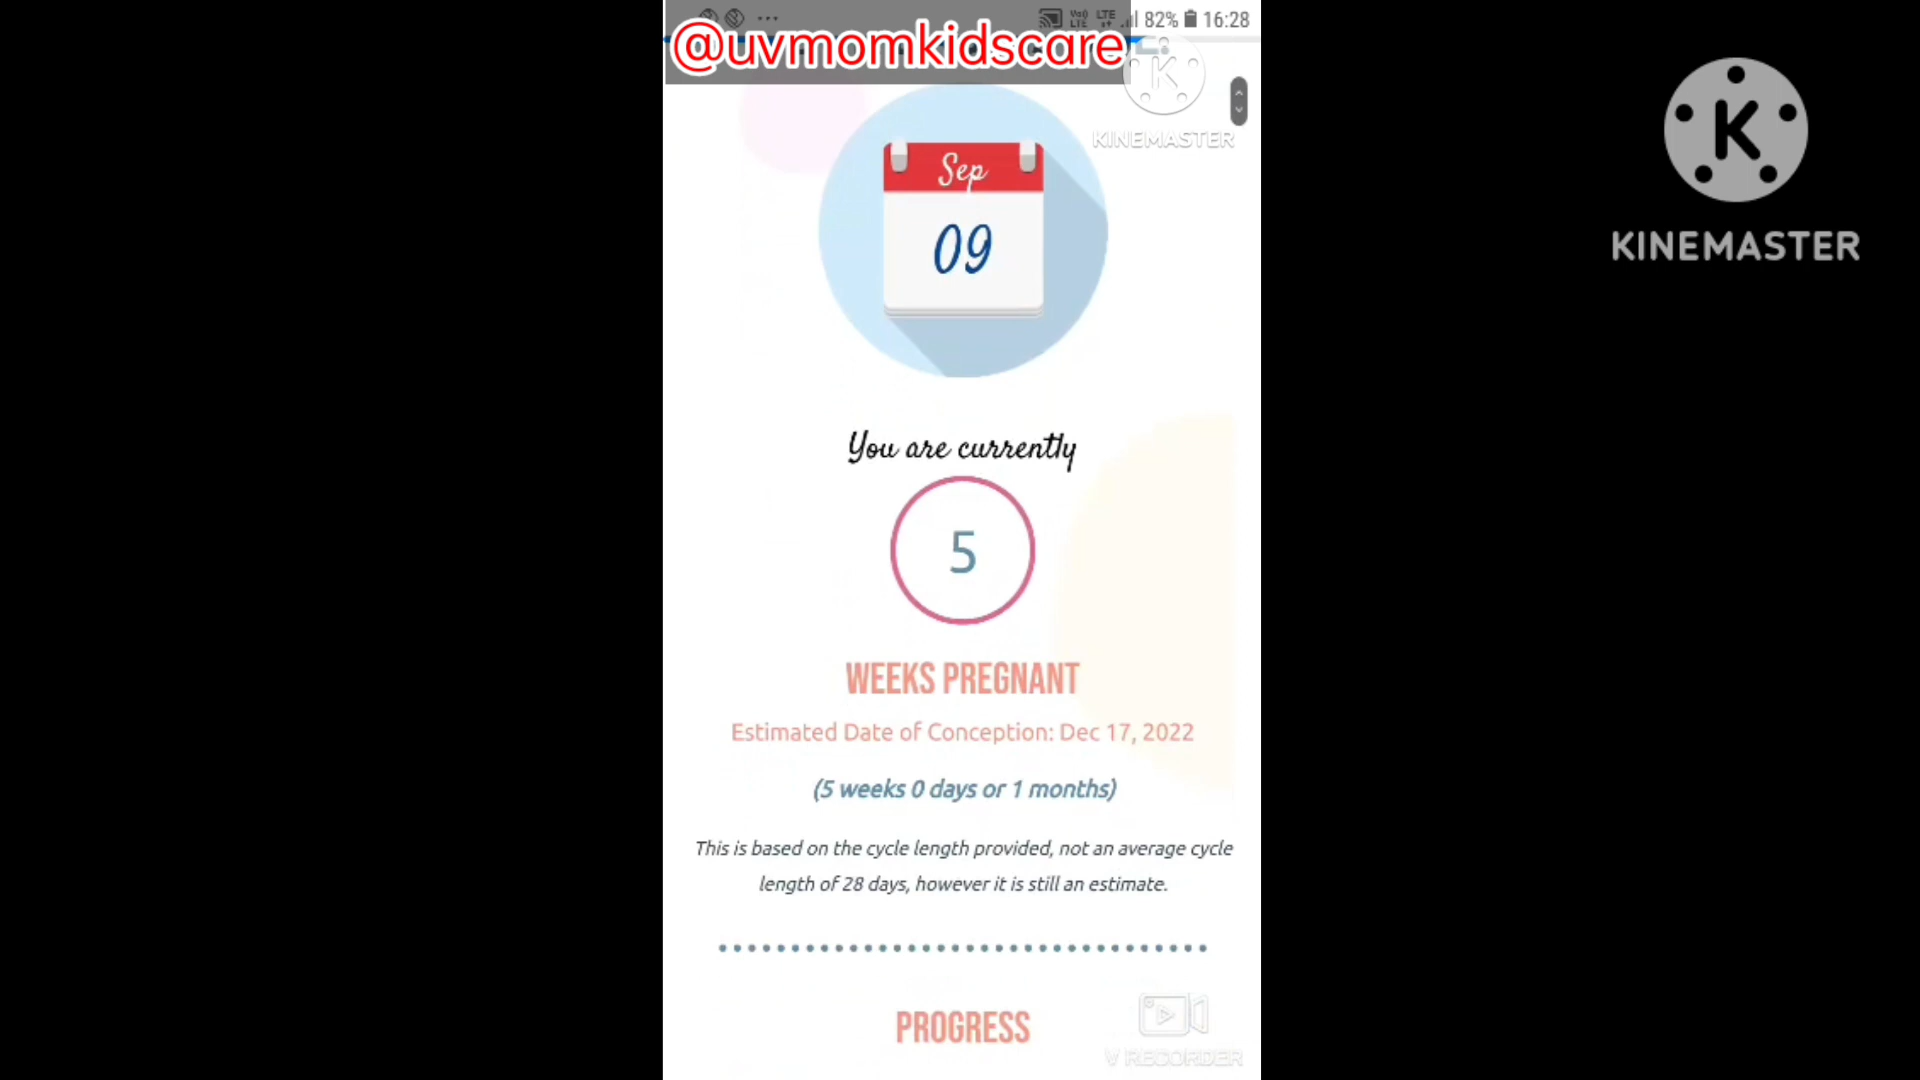 82% 16:28
@uvmomkidscare
K
KINEMASTER
K
KINEMASTER
Sep
09
You are currently
5
WEEKS PREGNANT
Estimated Date of Conception: Dec 17, 2022
(5 weeks 0 days or 1 months)
This is based on the cycle length provided, not an average cycle
length of 28 days, however it is still an estimate.
PROGRESS
V RECORDER